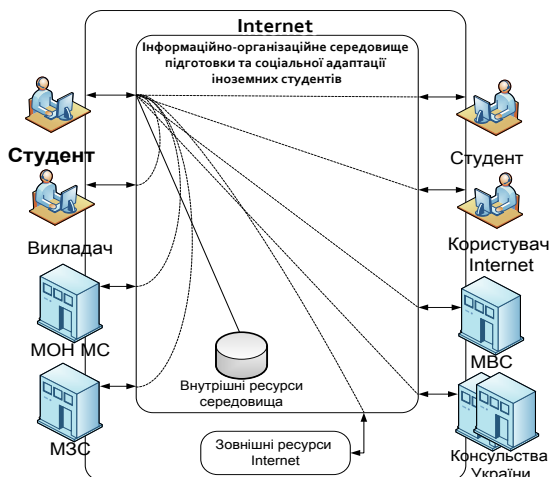 Internet
Інформаційно-організаційне середовище
підготовки та соціальної адаптації
іноземних студентів
Студент
Студент
Викладач
Користувач
Internet
МОН МС
МВС
Внутрішні ресурси
середовища
МЗС
Консульства
України
Зовнішні ресурси
Internet